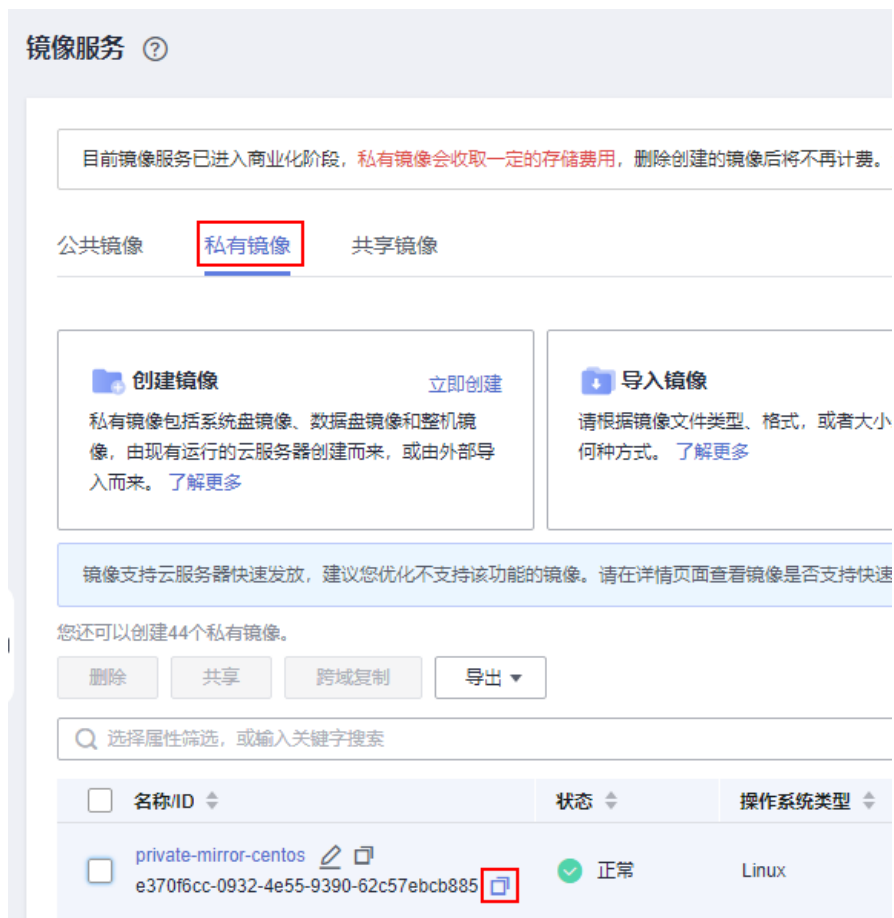 镜像服务 ?
目前镜像服务已进入商业化阶段，私有镜像会收取一定的存储费用，删除创建的镜像后将不再计费。
公共镜像 私有镜像 共享镜像
创建镜像 立即创建
私有镜像包括系统盘镜像、数据盘镜像和整机镜
像，由现有运行的云服务器创建而来，或由外部导
入而来。 了解更多
导入镜像
请根据镜像文件类型、格式，或者大小
何种方式。 了解更多
镜像支持云服务器快速发放，建议您优化不支持该功能的镜像。请在详情页面查看镜像是否支持快速
您还可以创建44个私有镜像。
删除 共享 跨域复制 导出
选择属性筛选，或输入关键字搜索
名称/ID 状态 操作系统类型
private-mirror-centos
e370f6cc-0932-4e55-9390-62c57ebcb885 正常 Linux